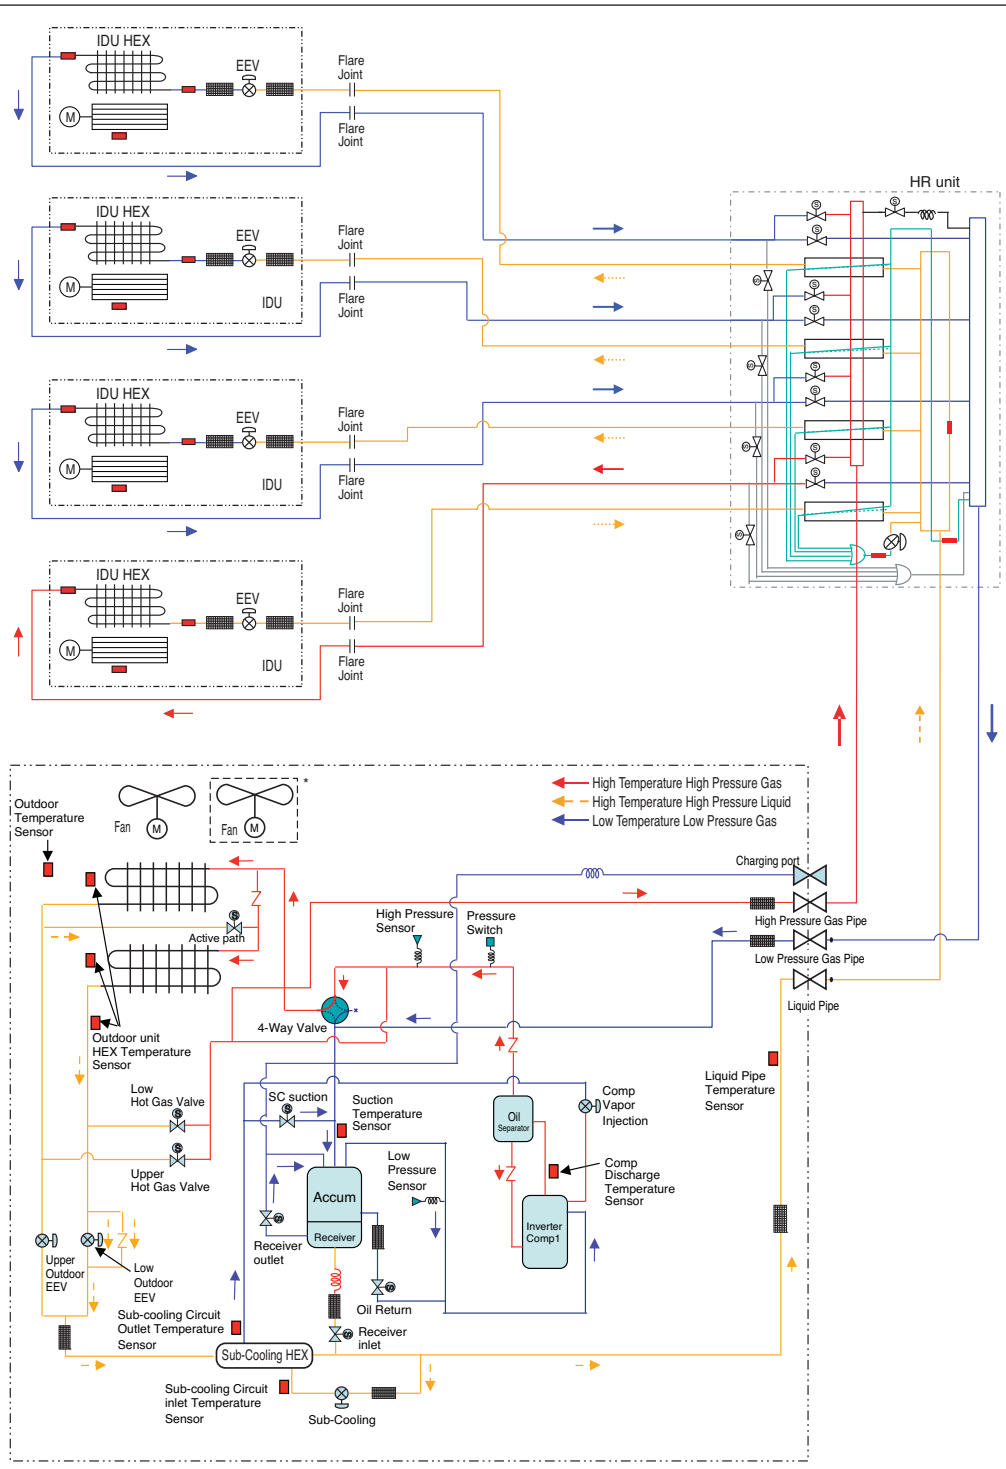 IDU HEX
EEV
Flare
Joint
M
Flare
Joint
HR unit
IDU HEX
EEV
Flare
Joint
M
IDU
Flare
Joint
IDU HEX
EEV
Flare
Joint
M
IDU
Flare
Joint
IDU HEX
EEV
Flare
Joint
M
IDU
Flare
Joint
S
S
S
S
S
S
S
S
S
S
S
S
S
*
High Temperature High Pressure Gas
High Temperature High Pressure Liquid
Low Temperature Low Pressure Gas
Outdoor
Temperature
Sensor
Fan
M
Fan
M
Charging port
High Pressure
Sensor
Pressure
Switch
High Pressure Gas Pipe
Active path
S
Low Pressure Gas Pipe
4-Way Valve
Liquid Pipe
Outdoor unit
HEX Temperature
Sensor
Low
Hot Gas Valve
S
Upper
Hot Gas Valve
S
SC suction
S
Suction
Temperature
Sensor
Comp
Vapor
Injection
Liquid Pipe
Temperature
Sensor
Oil
Separator
Low
Pressure
Sensor
Comp
Discharge
Temperature
Sensor
Accum
Receiver
Inverter
Comp1
S
Receiver
outlet
Upper
Outdoor
EEV
Low
Outdoor
EEV
S
Oil Return
Sub-cooling Circuit
Outlet Temperature
Sensor
S
Receiver
inlet
Sub-Cooling HEX
Sub-cooling Circuit
inlet Temperature
Sensor
Sub-Cooling